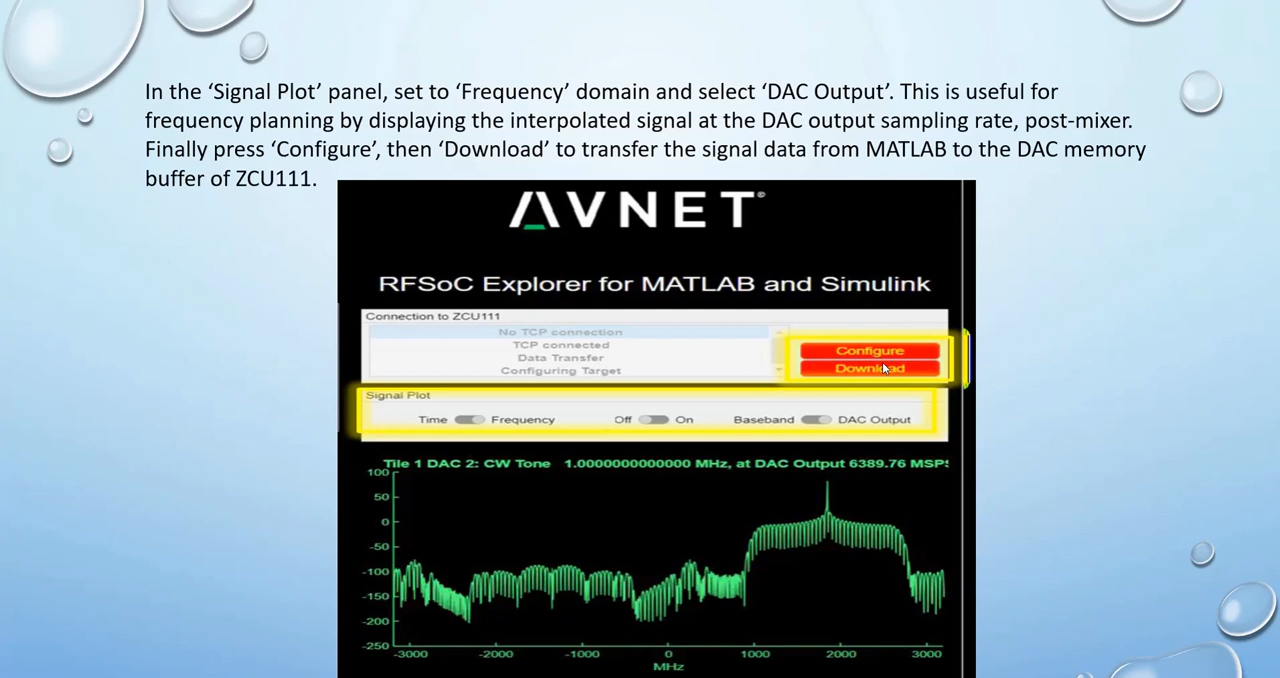 In the ‘Signal Plot’ panel, set to ‘Frequency’ domain and select ‘DAC Output’. This is useful for
frequency planning by displaying the interpolated signal at the DAC output sampling rate, post-mixer.
Finally press ‘Configure’, then ‘Download’ to transfer the signal data from MATLAB to the DAC memory
buffer of ZCU111.
AVNET®
RFSoC Explorer for MATLAB and Simulink
Connection to ZCU111
No TCP connection
TCP connected
Data Transfer
Configuring Target
Configure
Download
Signal Plot
Time Frequency Off On Baseband DAC Output
Tile 1 DAC 2: CW Tone 1.0000000000000 MHz, at DAC Output 6389.76 MSPS
100
50
0
-50
-100
-150
-200
-250
-3000 -2000 -1000 0 1000 2000 3000
MHz